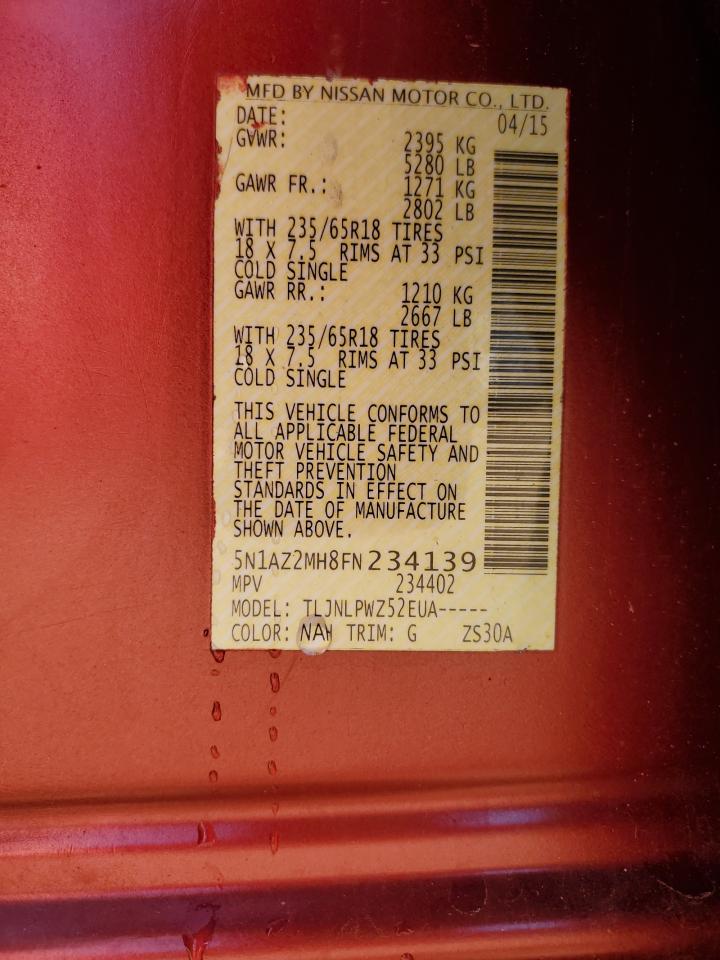 MFD BY NISSAN MOTOR CO., LTD.
DATE: 04/15
GVWR: 2395 KG
5280 LB
GAWR FR.: 1271 KG
2802 LB
WITH 235/65R18 TIRES
18 X 7.5 RIMS AT 33 PSI
COLD SINGLE
GAWR RR.: 1210 KG
2667 LB
WITH 235/65R18 TIRES
18 X 7.5 RIMS AT 33 PSI
COLD SINGLE
THIS VEHICLE CONFORMS TO
ALL APPLICABLE FEDERAL
MOTOR VEHICLE SAFETY AND
THEFT PREVENTION
STANDARDS IN EFFECT ON
THE DATE OF MANUFACTURE
SHOWN ABOVE.
5N1AZ2MH8FN234139
MPV 234402
MODEL: TLJNLPWZ52EUA-----
COLOR: NAH TRIM: G ZS30A